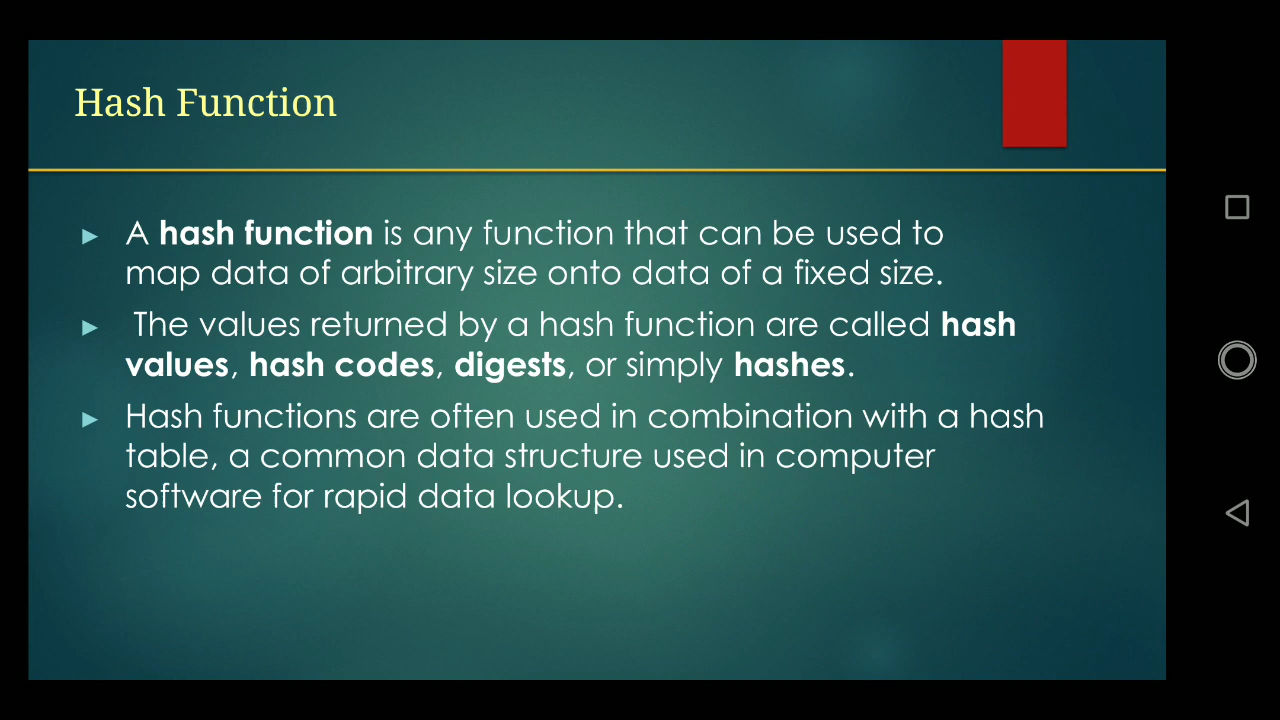 Hash Function
► A hash function is any function that can be used to
map data of arbitrary size onto data of a fixed size.
► The values returned by a hash function are called hash
values, hash codes, digests, or simply hashes.
► Hash functions are often used in combination with a hash
table, a common data structure used in computer
software for rapid data lookup.